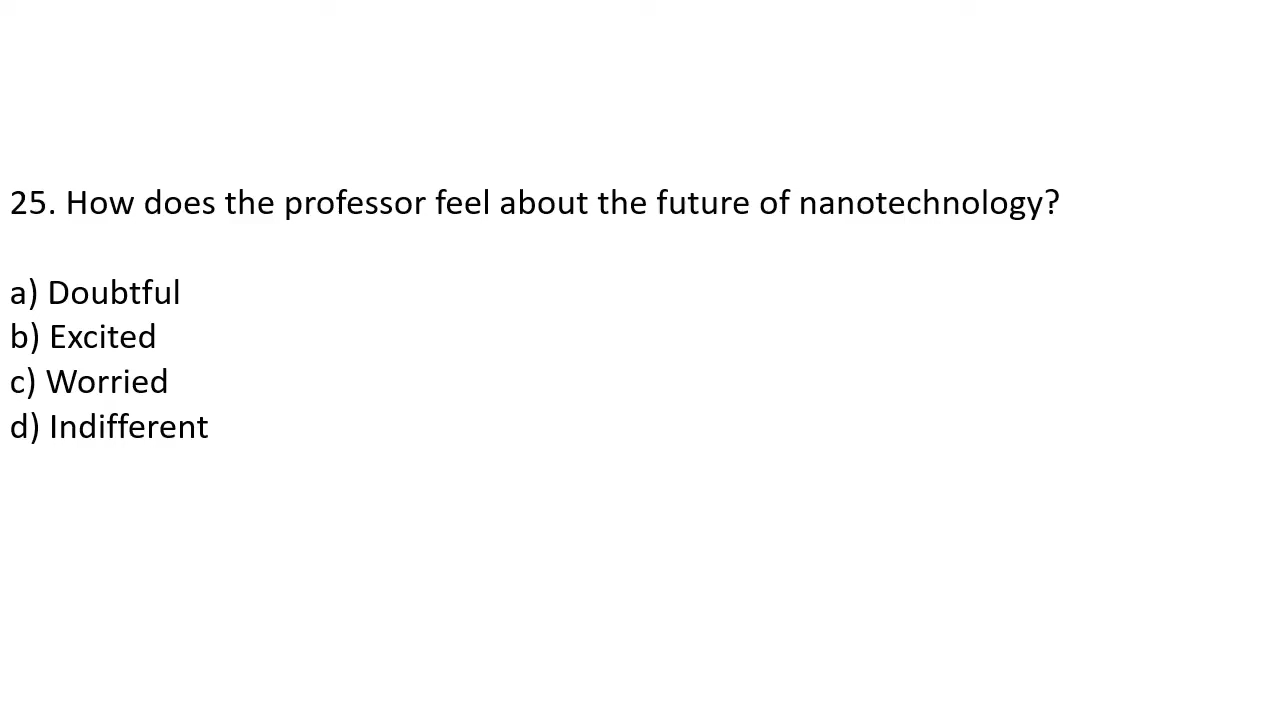 25. How does the professor feel about the future of nanotechnology?
a) Doubtful
b) Excited
c) Worried
d) Indifferent